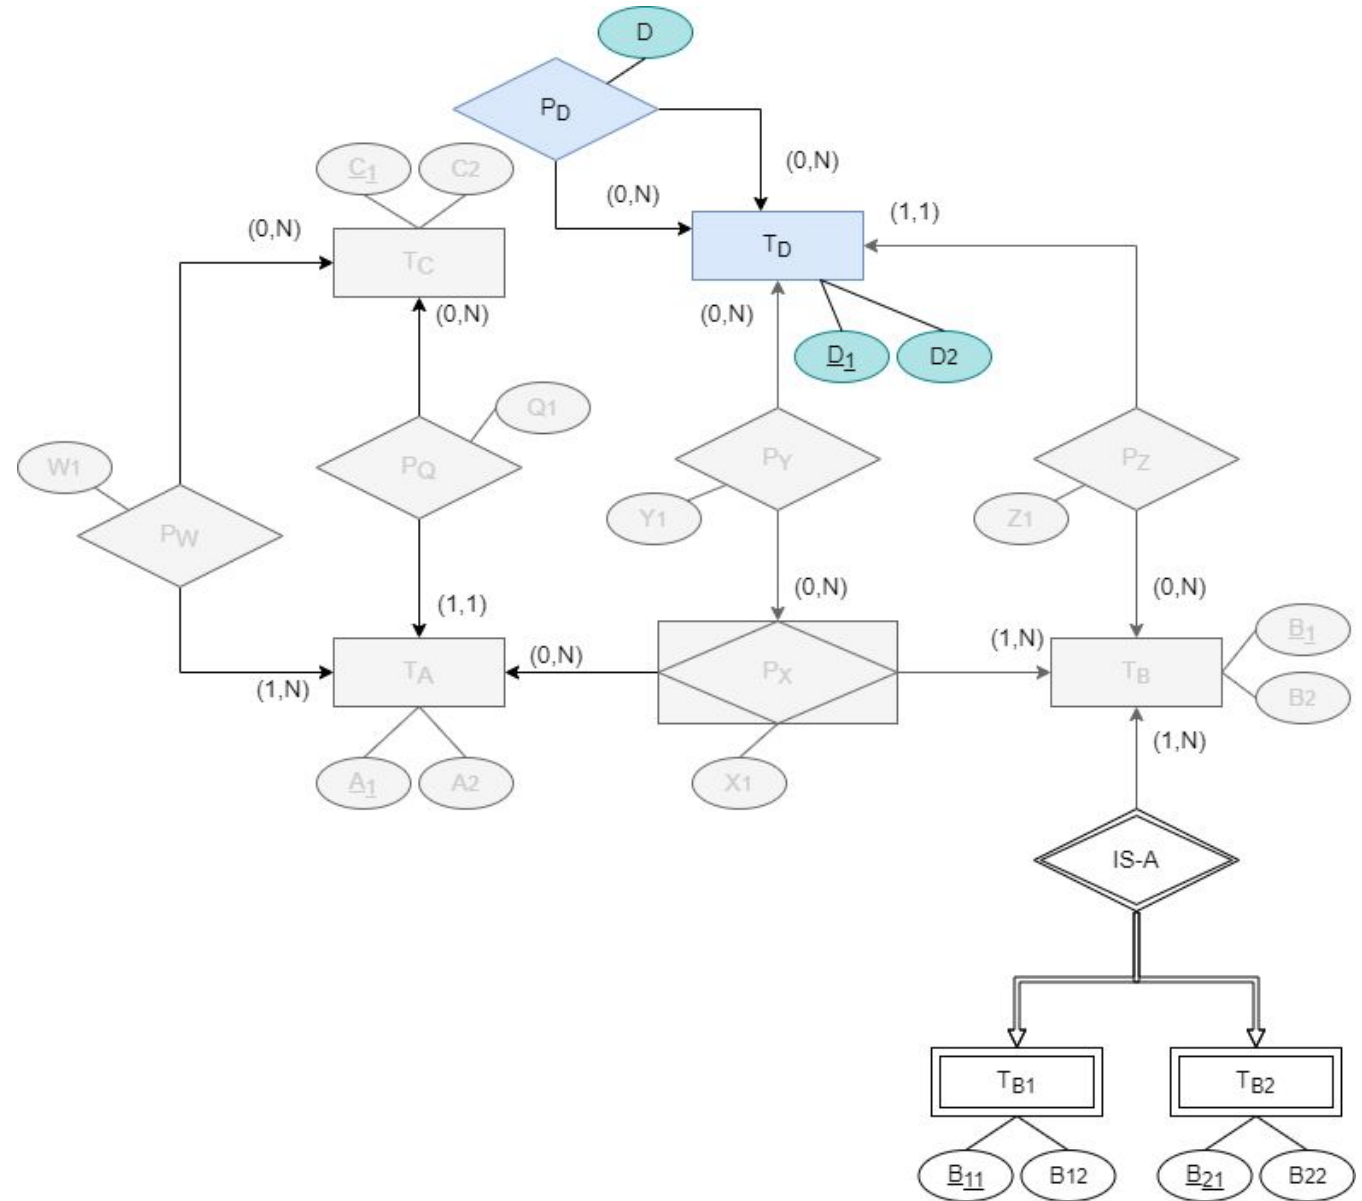 D
PD
(0,N)
C1
C2
(0,N)
(1,1)
(0,N)
TC
TD
(0,N)
(0,N)
D1
D2
Q1
W1
PQ
PY
PZ
Y1
Z1
PW
(1,1)
(0,N)
(0,N)
B1
(0,N)
(1,N)
TA
PX
TB
(1,N)
B2
(1,N)
A1
A2
X1
IS-A
TB1
TB2
B11
B12
B21
B22